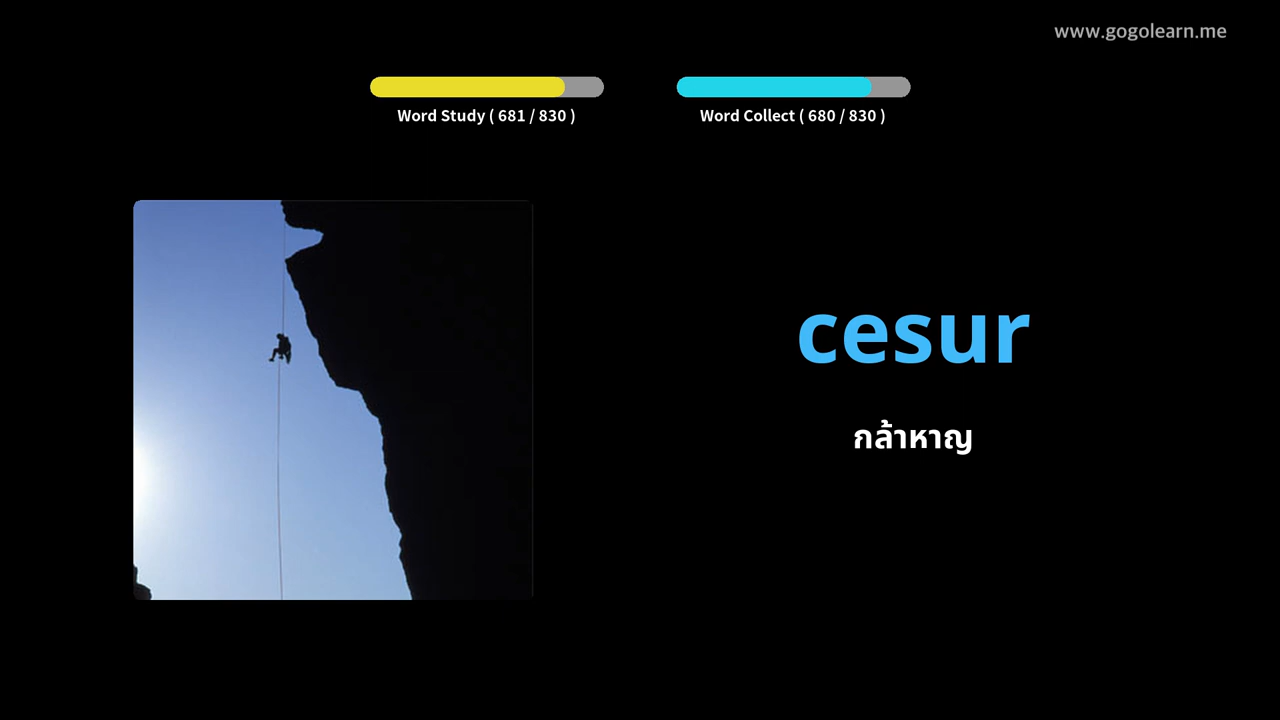 www.gogolearn.me
Word Study ( 681 / 830 )
Word Collect ( 680 / 830 )
cesur
กล้าหาญ